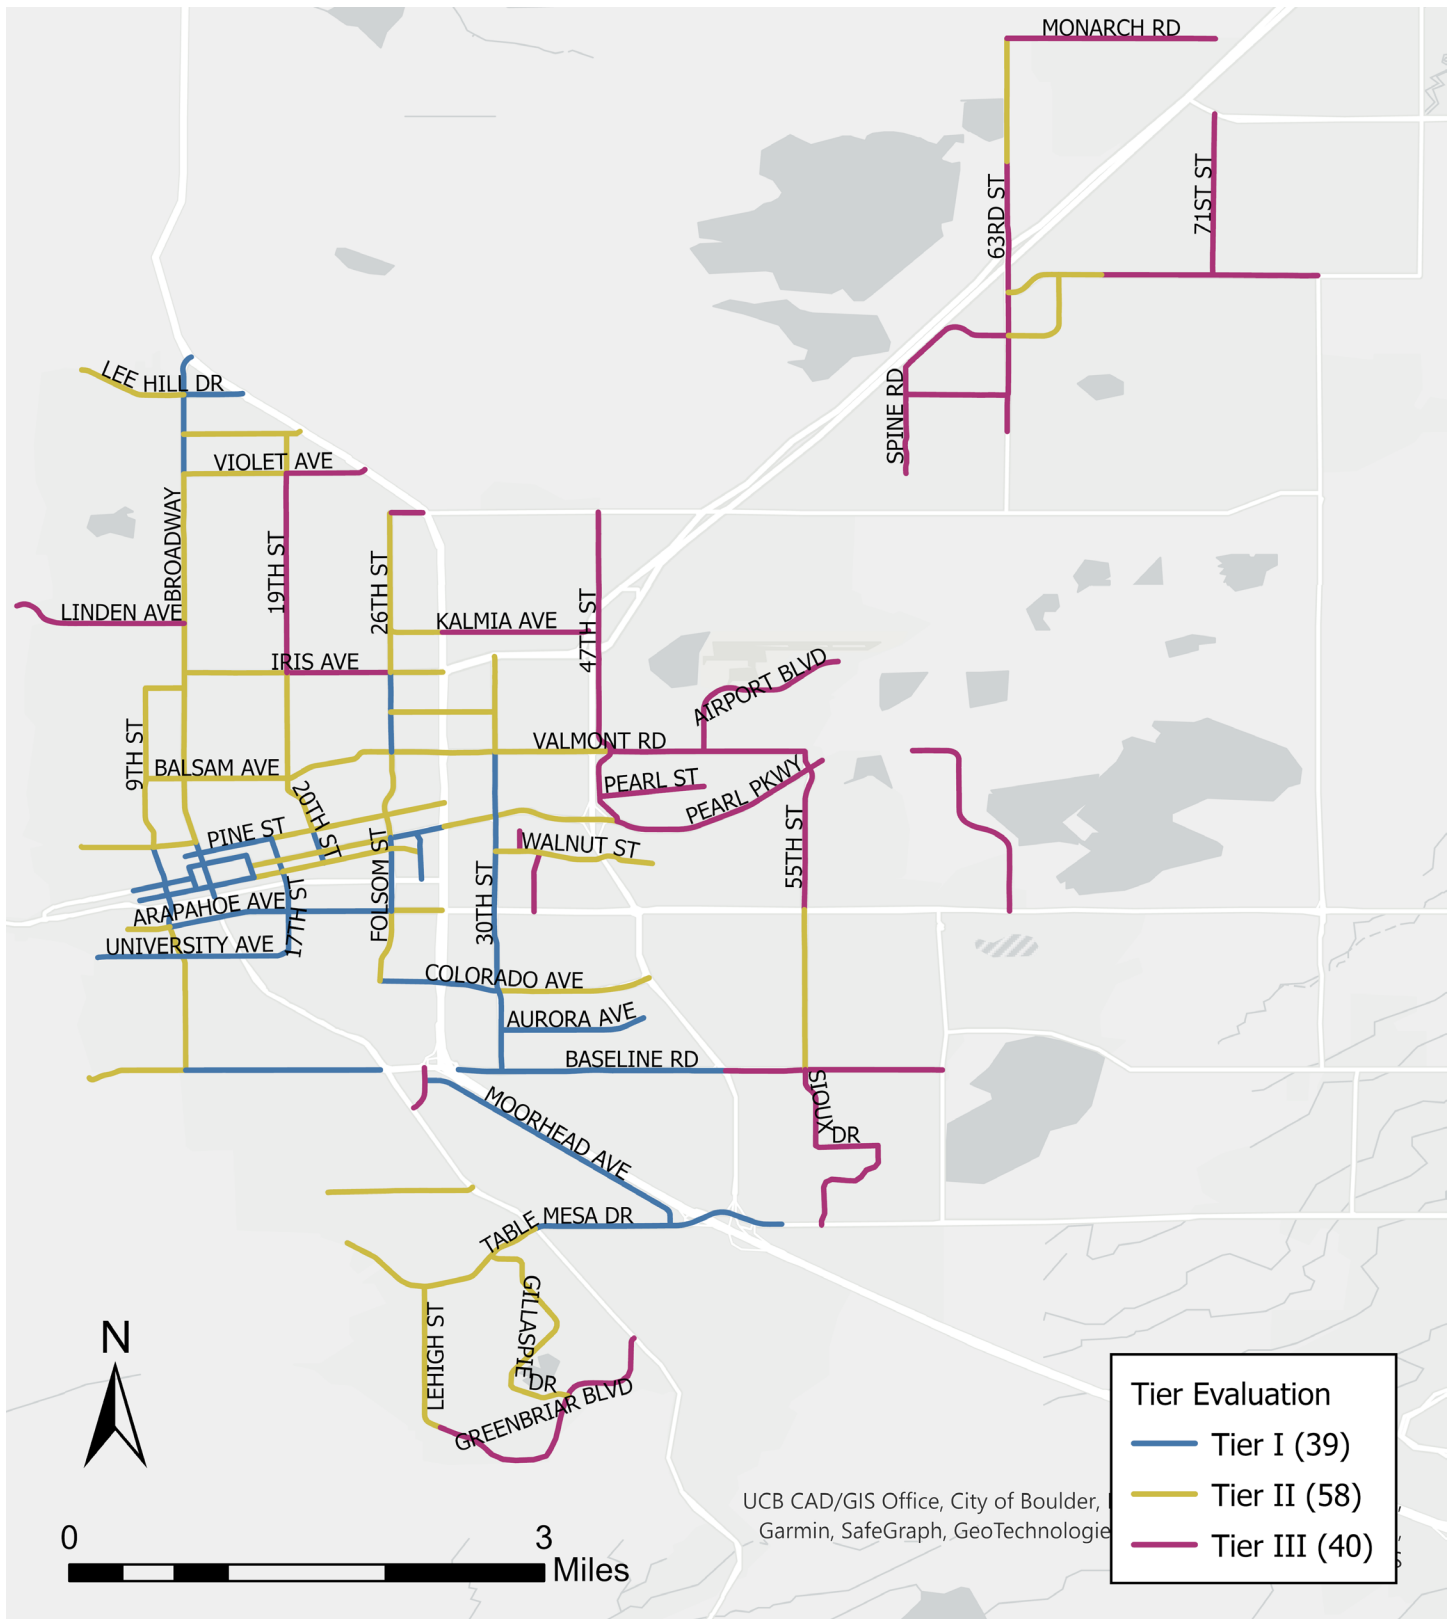 MONARCH RD
63RD ST
71ST ST
LEE HILL DR
SPINE RD
VIOLET AVE
BROADWAY
19TH ST
26TH ST
LINDEN AVE
KALMIA AVE
47TH ST
IRIS AVE
AIRPORT BLVD
9TH ST
VALMONT RD
BALSAM AVE
PEARL ST
PEARL PKWY
20TH ST
PINE ST
WALNUT ST
55TH ST
FOLSOM ST
30TH ST
17TH ST
ARAPAHOE AVE
UNIVERSITY AVE
COLORADO AVE
AURORA AVE
BASELINE RD
SIOUX DR
MOORHEAD AVE
TABLE MESA DR
GILLASPIE DR
LEHIGH ST
GREENBRIAR BLVD
N
0 3
Miles
Tier Evaluation
Tier I (39)
Tier II (58)
Tier III (40)
UCB CAD/GIS Office, City of Boulder,
Garmin, SafeGraph,